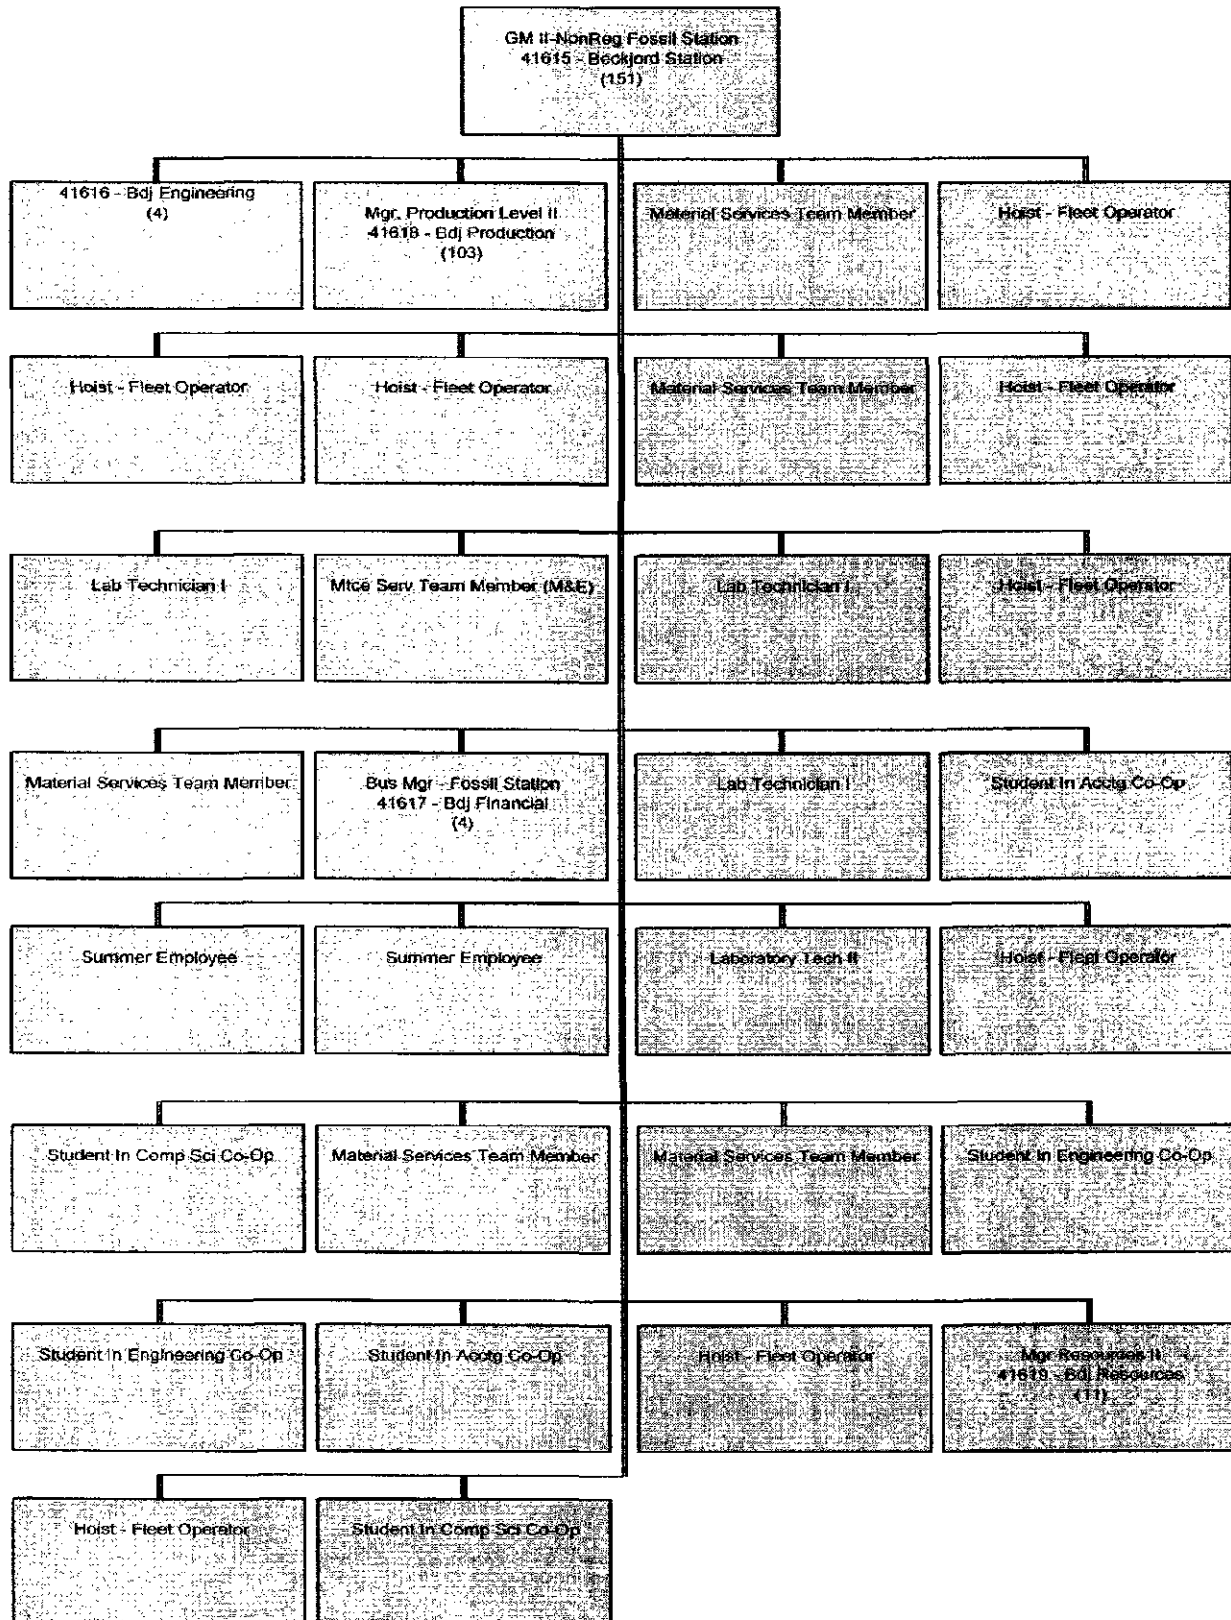 GM II-NonReg Fossil Station
41615 - Beckjord Station
(151)
41616 - Bdj Engineering
(4)
Mgr. Production Level II
41618 - Bdj Production
(103)
Material Services Team Member
Hoist - Fleet Operator
Hoist - Fleet Operator
Hoist - Fleet Operator
Material Services Team Member
Hoist - Fleet Operator
Lab Technician I
Mtce Serv Team Member (M&E)
Lab Technician I
Hoist - Fleet Operator
Material Services Team Member
Bus Mgr - Fossil Station
41617 - Bdj Financial
(4)
Lab Technician I
Student In Acctg Co-Op
Summer Employee
Summer Employee
Laboratory Tech II
Hoist - Fleet Operator
Student In Comp Sci Co-Op
Material Services Team Member
Material Services Team Member
Student In Engineering Co-Op
Student In Engineering Co-Op
Student In Acctg Co-Op
Hoist - Fleet Operator
Mgr Resources II
41619 - Bdj Resources
(11)
Hoist - Fleet Operator
Student In Comp Sci Co-Op